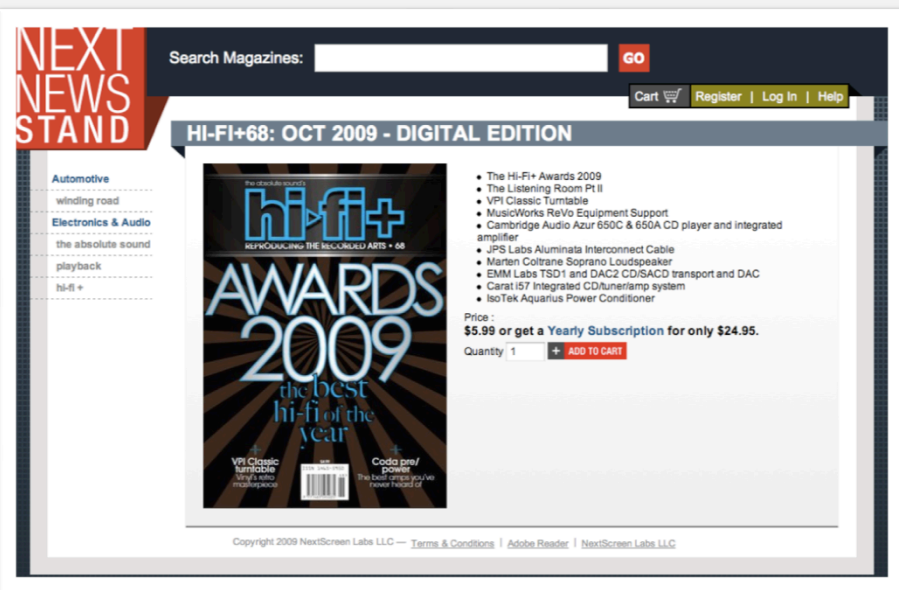 NEXT
NEWS
STAND
Search Magazines:
GO
Cart
Register | Log In | Help
HI-FI+68: OCT 2009 - DIGITAL EDITION
Automotive
winding road
Electronics & Audio
the absolute sound
playback
hi-fi +
the absolute sound's
hi-fi+
REPRODUCING THE RECORDED ARTS • 68
AWARDS
2009
the best
hi-fi of the
year
+
VPI Classic
turntable
Vinyl's retro
masterpiece
+
Coda pre/
power
The best amps you've
never heard of
• The Hi-Fi+ Awards 2009
• The Listening Room Pt II
• VPI Classic Turntable
• MusicWorks ReVo Equipment Support
• Cambridge Audio Azur 650C & 650A CD player and integrated
amplifier
• JPS Labs Aluminata Interconnect Cable
• Marten Coltrane Soprano Loudspeaker
• EMM Labs TSD1 and DAC2 CD/SACD transport and DAC
• Carat i57 Integrated CD/tuner/amp system
• IsoTek Aquarius Power Conditioner
Price :
$5.99 or get a Yearly Subscription for only $24.95.
Quantity 1 + ADD TO CART
Copyright 2009 NextScreen Labs LLC — Terms & Conditions | Adobe Reader | NextScreen Labs LLC